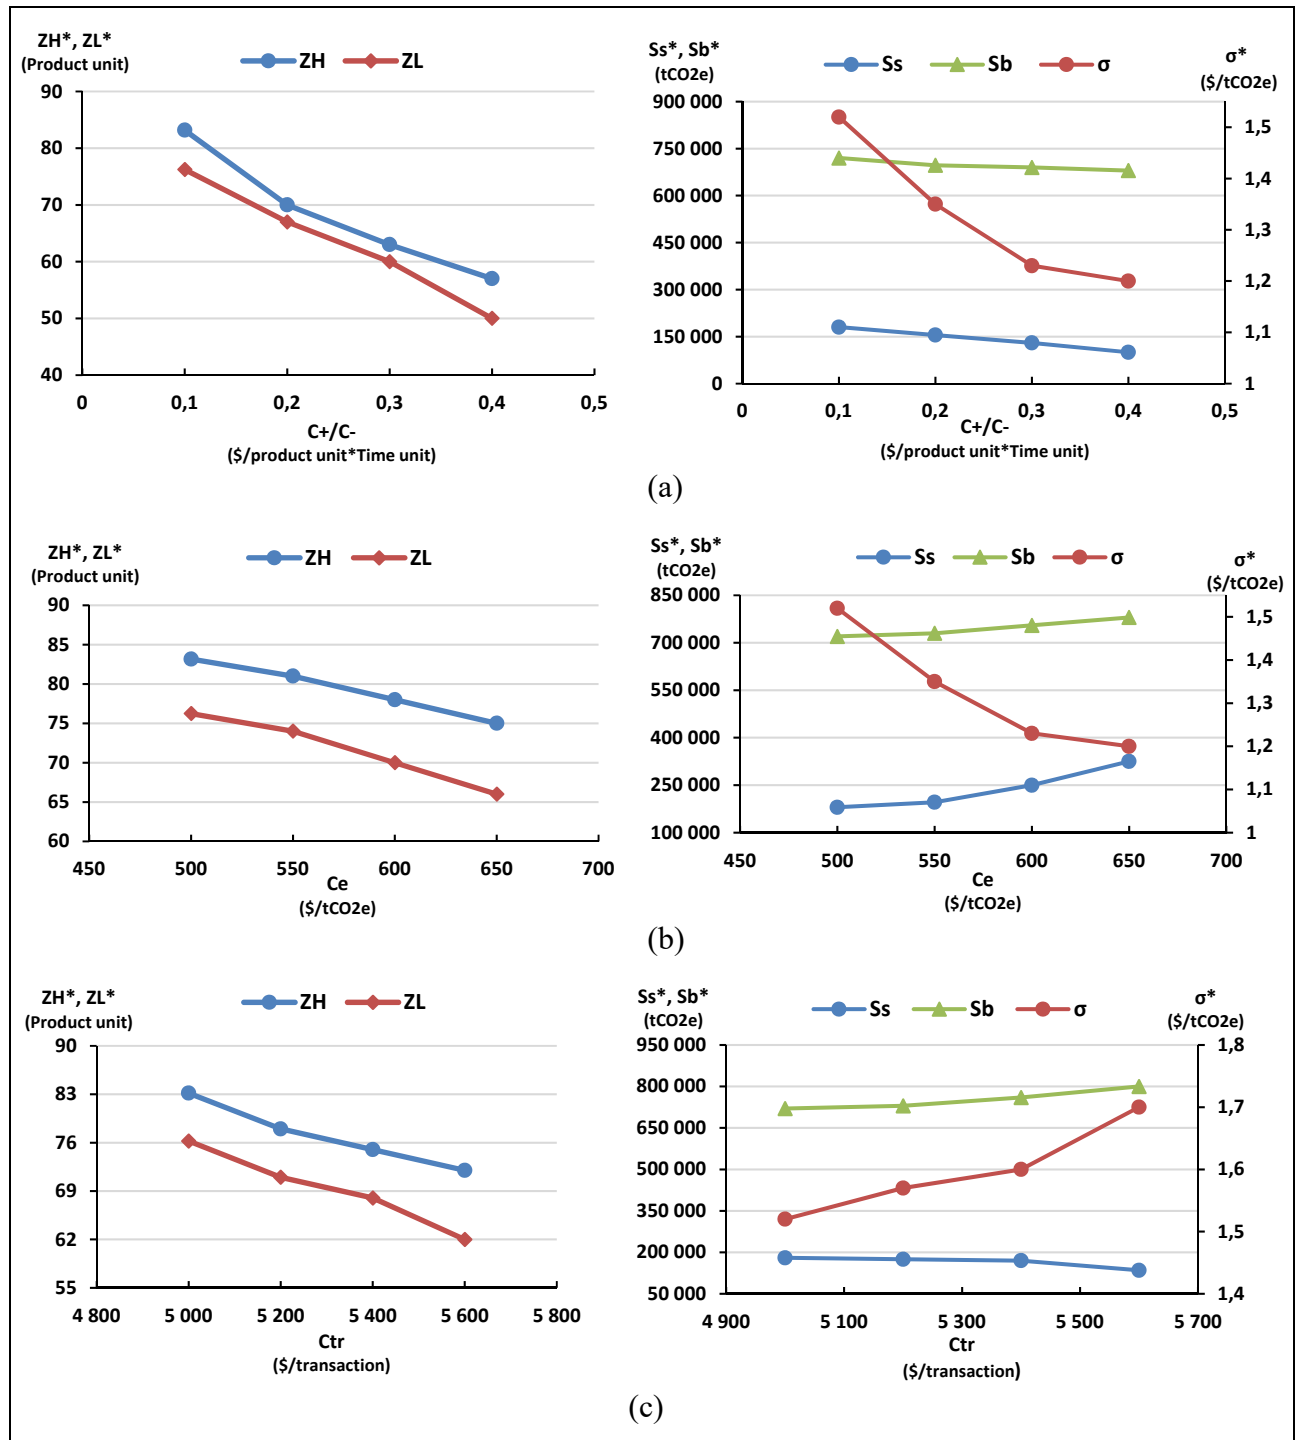 ZH*, ZL*
(Product unit)
ZH
ZL
90
80
70
60
50
40
0
0,1
0,2
0,3
0,4
0,5
C+/C-
($/product unit*Time unit)
Ss*, Sb*
(tCO2e)
Ss
Sb
σ
σ*
($/tCO2e)
900 000
750 000
600 000
450 000
300 000
150 000
0
1,5
1,4
1,3
1,2
1,1
1
0
0,1
0,2
0,3
0,4
0,5
C+/C-
($/product unit*Time unit)
(a)
ZH*, ZL*
(Product unit)
ZH
ZL
90
85
80
75
70
65
60
450
500
550
600
650
700
Ce
($/tCO2e)
Ss*, Sb*
(tCO2e)
Ss
Sb
σ
σ*
($/tCO2e)
850 000
700 000
550 000
400 000
250 000
100 000
1,5
1,4
1,3
1,2
1,1
1
450
500
550
600
650
700
Ce
($/tCO2e)
(b)
ZH*, ZL*
(Product unit)
ZH
ZL
90
83
76
69
62
55
4 800
5 000
5 200
5 400
5 600
5 800
Ctr
($/transaction)
Ss*, Sb*
(tCO2e)
Ss
Sb
σ
σ*
($/tCO2e)
950 000
800 000
650 000
500 000
350 000
200 000
50 000
1,8
1,7
1,6
1,5
1,4
4 900
5 100
5 300
5 500
5 700
Ctr
($/transaction)
(c)